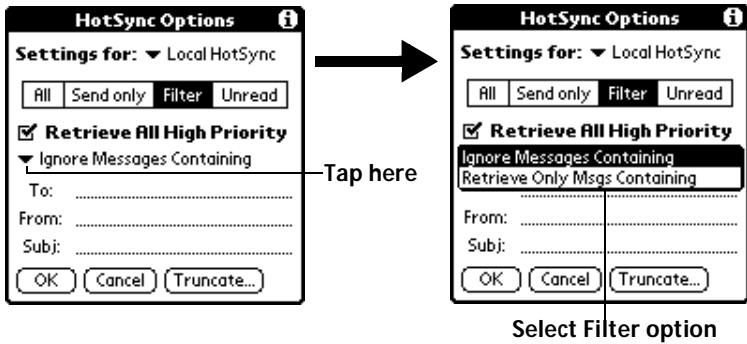 HotSync Options
Settings for: Local HotSync
All Send only Filter Unread
Retrieve All High Priority
Ignore Messages Containing
To:
From:
Subj:
OK Cancel Truncate...
Tap here
HotSync Options
Settings for: Local HotSync
All Send only Filter Unread
Retrieve All High Priority
Ignore Messages Containing
Retrieve Only Msgs Containing
From:
Subj:
OK Cancel Truncate...
Select Filter option